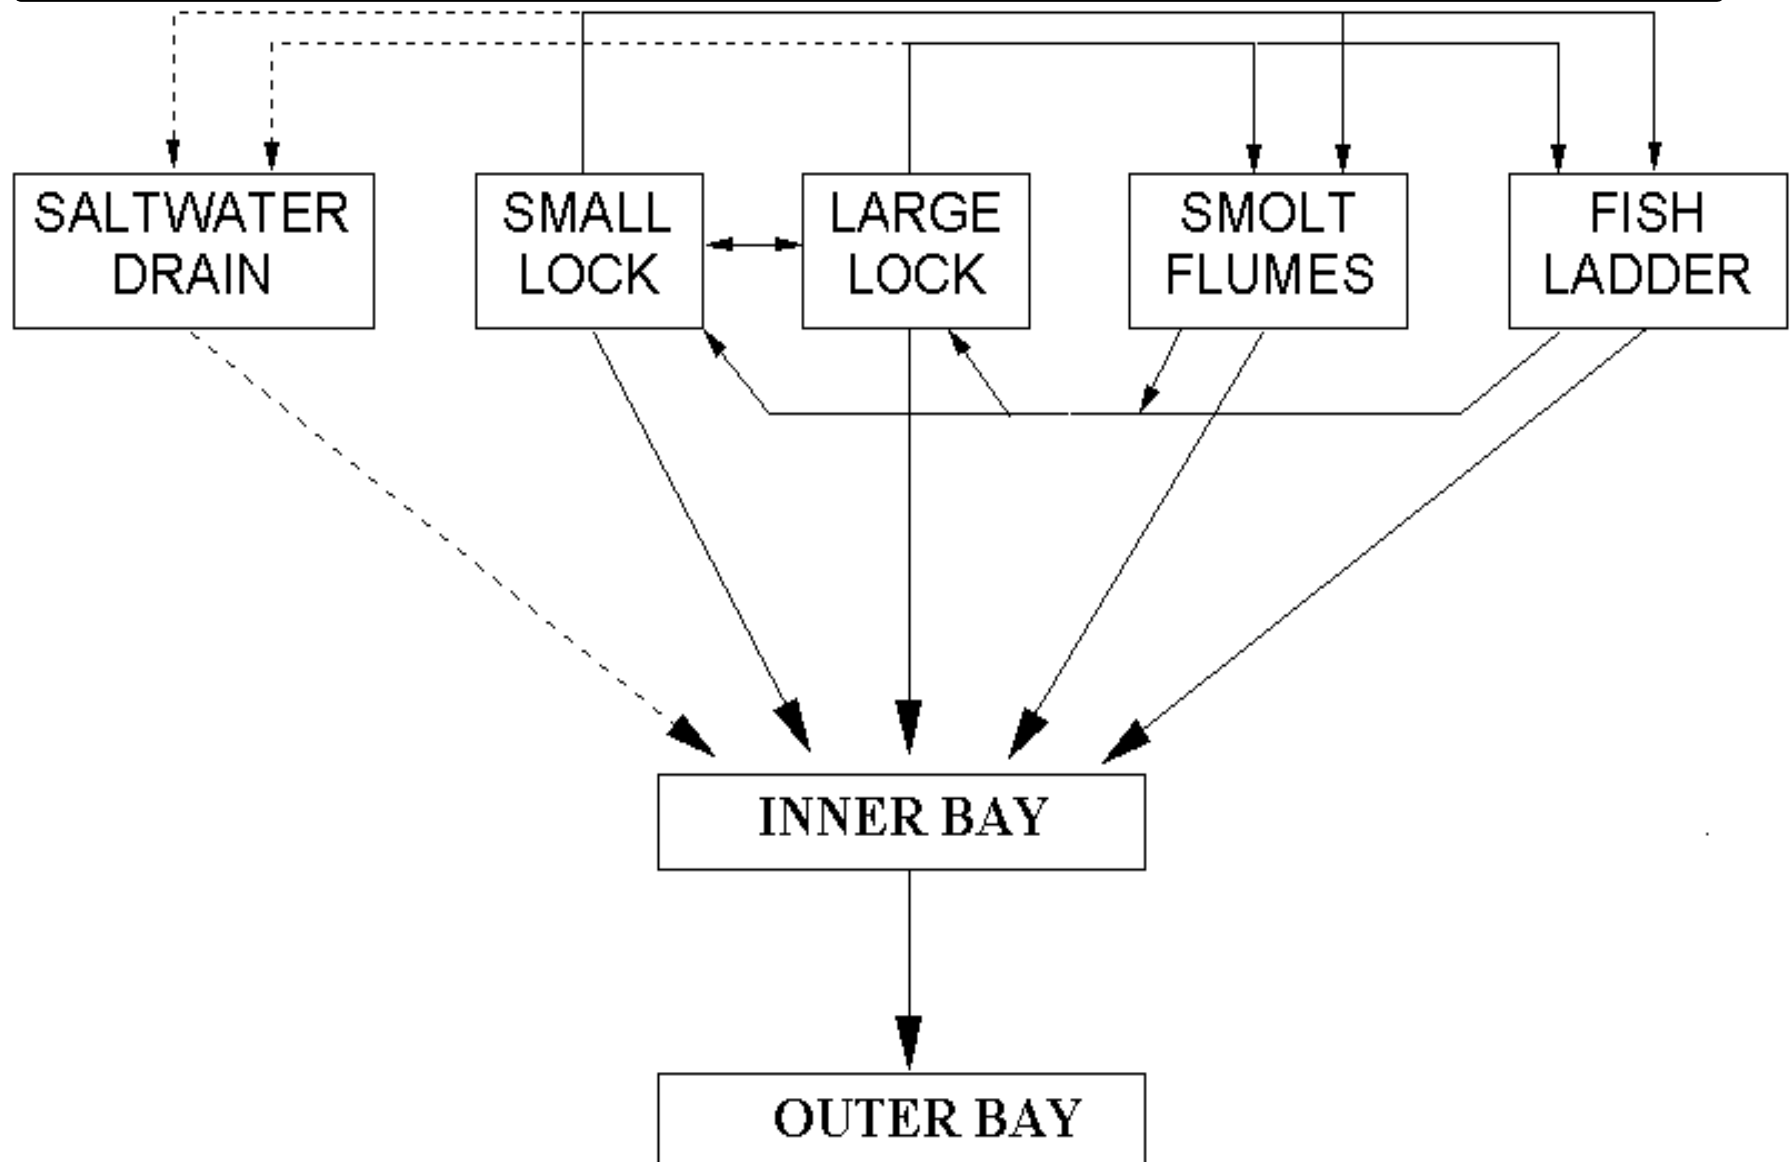 SALTWATER
DRAIN
SMALL
LOCK
LARGE
LOCK
SMOLT
FLUMES
FISH
LADDER
INNER BAY
OUTER BAY